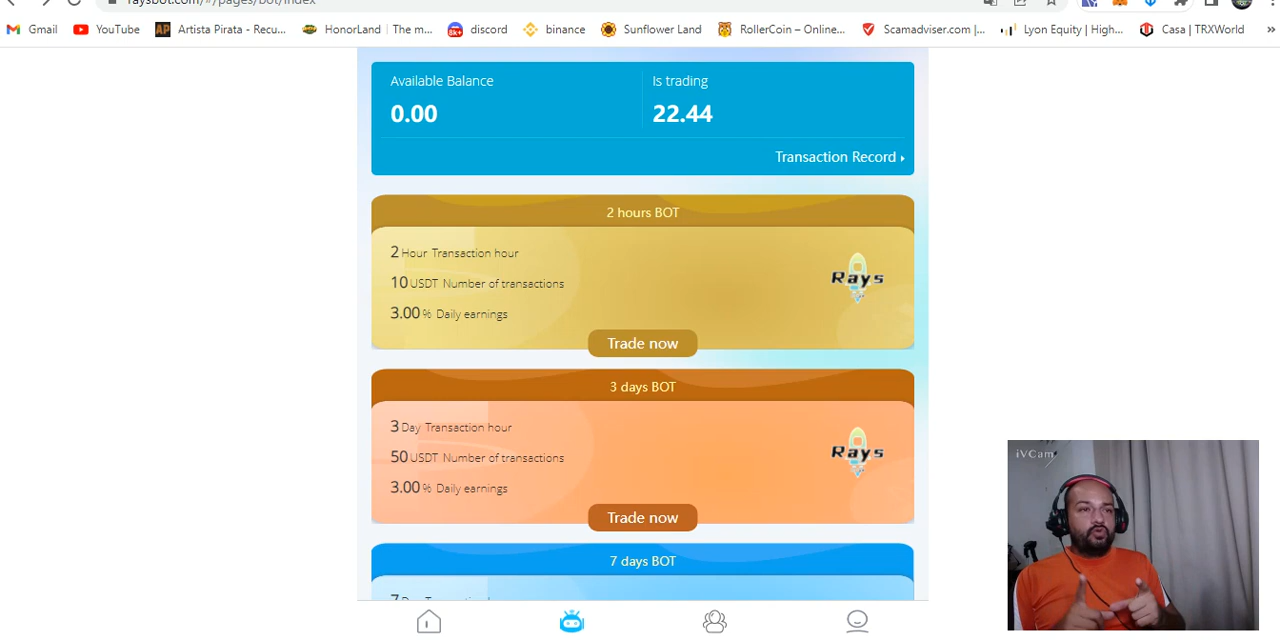 raysbot.com/#/pages/bot/index
Gmail YouTube Artista Pirata - Recu... HonorLand | The m... discord binance Sunflower Land RollerCoin – Online... Scamadviser.com |... Lyon Equity | High... Casa | TRXWorld »
Available Balance Is trading
0.00 22.44
Transaction Record
2 hours BOT
2 Hour Transaction hour
10 USDT Number of transactions
Rays
3.00 % Daily earnings
Trade now
3 days BOT
3 Day Transaction hour
50 USDT Number of transactions
Rays
3.00 % Daily earnings
Trade now
iVCam
7 days BOT